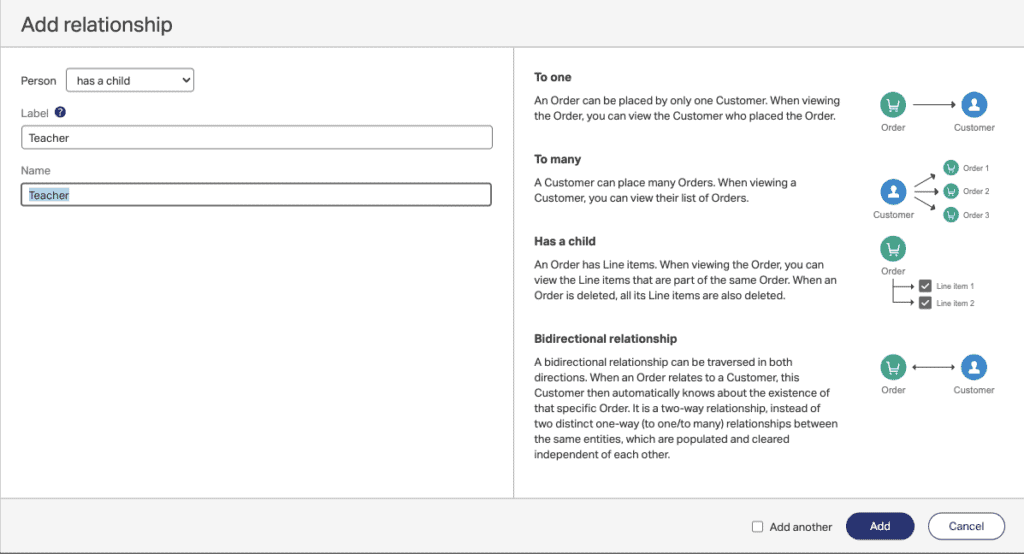 Add relationship
Person has a child
Label ?
Teacher
Name
Teacher
To one
An Order can be placed by only one Customer. When viewing
the Order, you can view the Customer who placed the Order.
Order
Customer
To many
A Customer can place many Orders. When viewing a
Customer, you can view their list of Orders.
Customer
Order 1
Order 2
Order 3
Has a child
An Order has Line items. When viewing the Order, you can
view the Line items that are part of the same Order. When an
Order is deleted, all its Line items are also deleted.
Order
Line item 1
Line item 2
Bidirectional relationship
A bidirectional relationship can be traversed in both
directions. When an Order relates to a Customer, this
Customer then automatically knows about the existence of
that specific Order. It is a two-way relationship, instead of
two distinct one-way (to one/to many) relationships between
the same entities, which are populated and cleared
independent of each other.
Order
Customer
Add another
Add
Cancel